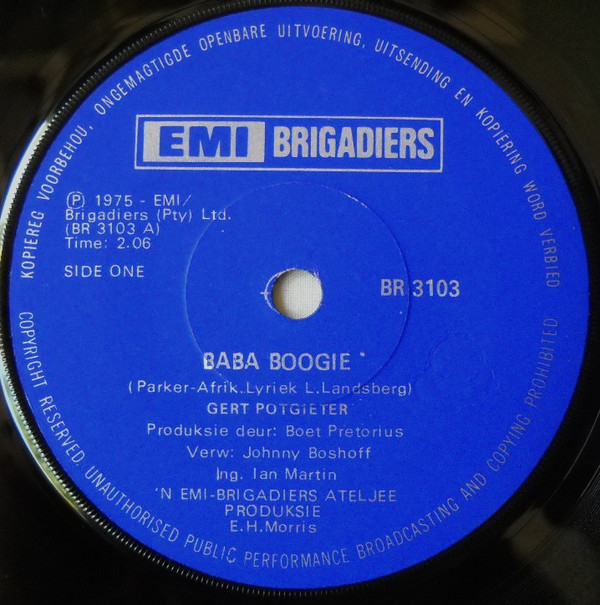 KOPIEREG VOORBEHOU, ONGEMAGTIGDE OPENBARE UITVOERING, UITSENDING EN KOPIERING WORD VERBIED
EMI BRIGADIERS
Ⓟ 1975 - EMI/
Brigadiers (Pty) Ltd.
(BR 3103 A)
Time: 2.06
SIDE ONE
BR 3103
BABA BOOGIE
(Parker-Afrik.Lyriek L.Landsberg)
GERT POTGIETER
Produksie deur: Boet Pretorius
Verw: Johnny Boshoff
Ing. Ian Martin
'N EMI-BRIGADIERS ATELJEE
PRODUKSIE
E.H.Morris
COPYRIGHT RESERVED. UNAUTHORISED PUBLIC PERFORMANCE BROADCASTING AND COPYING PROHIBITED